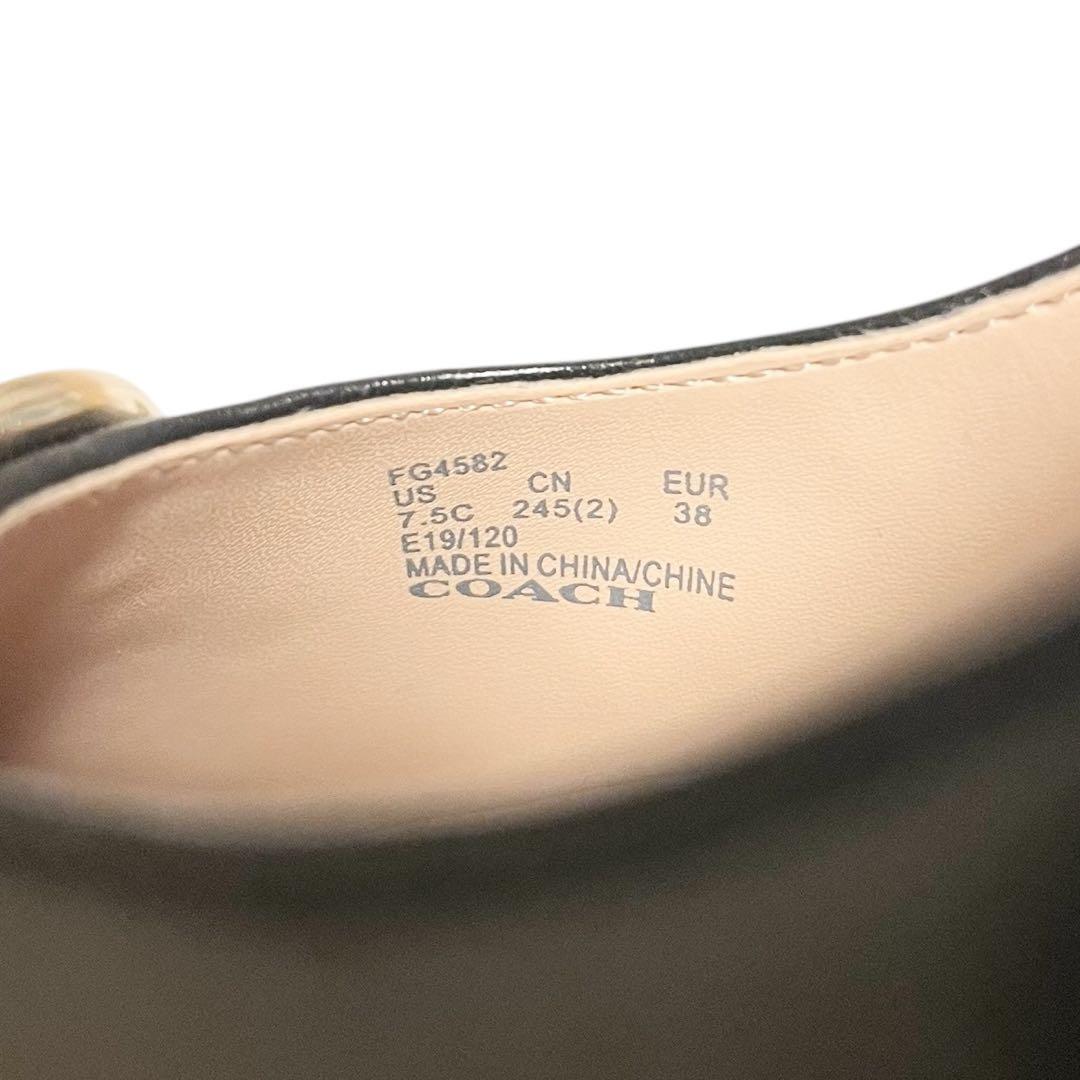 FG4582
US CN EUR
7.5C 245(2) 38
E19/120
MADE IN CHINA/CHINE
COACH